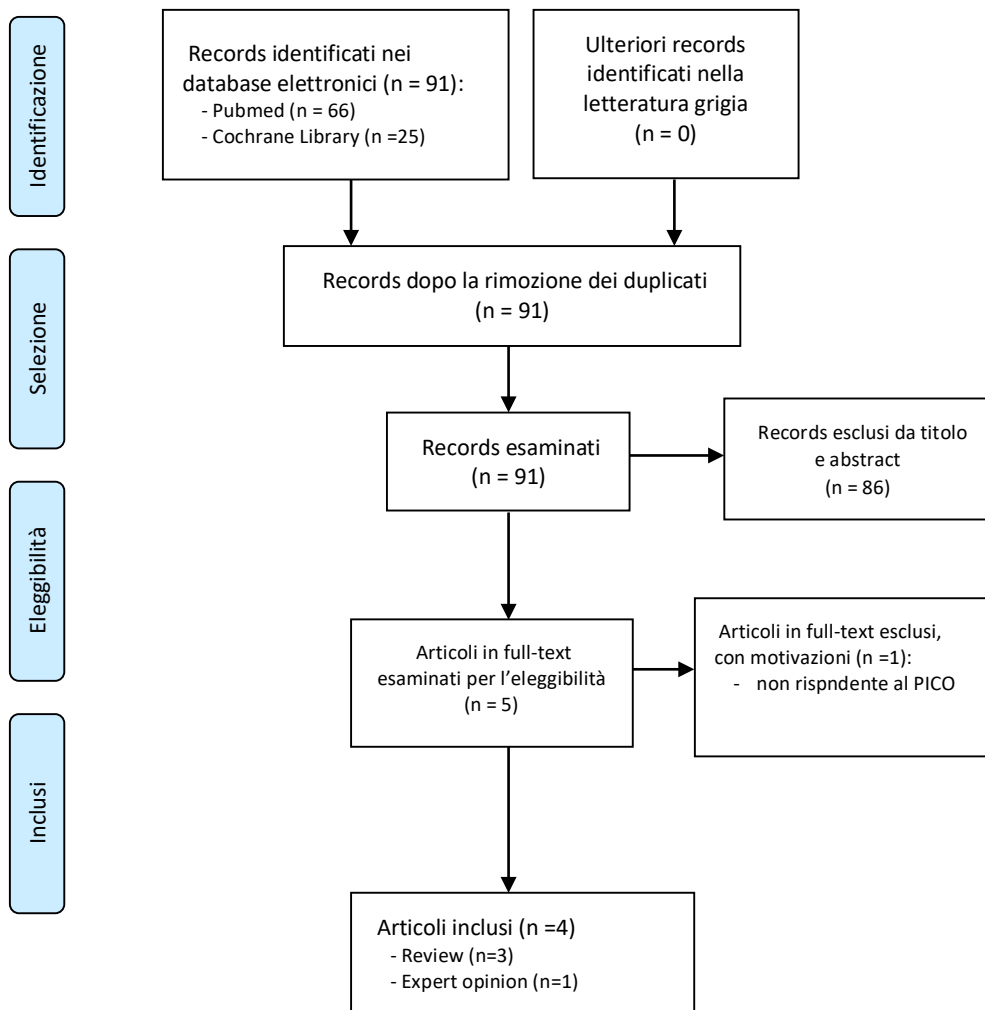 Identificazione
Records identificati nei
database elettronici (n = 91):
- Pubmed (n = 66)
- Cochrane Library (n =25)
Ulteriori records
identificati nella
letteratura grigia
(n = 0)
Selezione
Records dopo la rimozione dei duplicati
(n = 91)
Records esaminati
(n = 91)
Records esclusi da titolo
e abstract
(n = 86)
Eleggibilità
Articoli in full-text
esaminati per l’eleggibilità
(n = 5)
Articoli in full-text esclusi,
con motivazioni (n =1):
- non rispndente al PICO
Inclusi
Articoli inclusi (n =4)
- Review (n=3)
- Expert opinion (n=1)